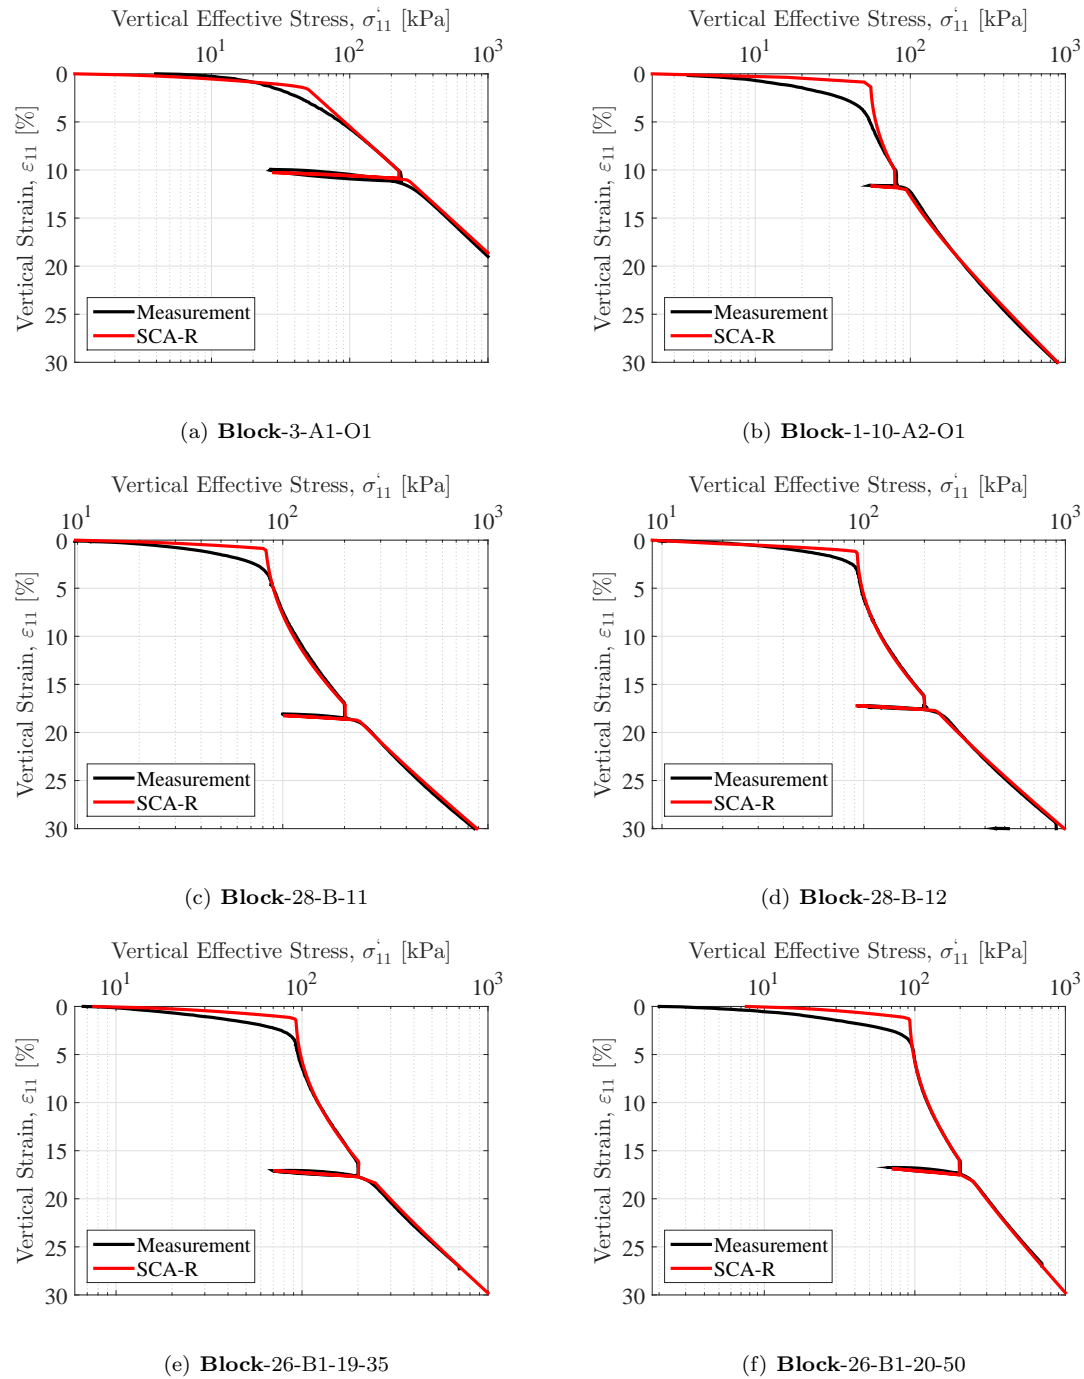 Vertical Effective Stress, σ‘11 [kPa]
10^1 10^2 10^3
Vertical Strain, ε11 [%]
0
5
10
15
20
25
30
Measurement
SCA-R
(a) Block-3-A1-O1
Vertical Effective Stress, σ‘11 [kPa]
10^1 10^2 10^3
Vertical Strain, ε11 [%]
0
5
10
15
20
25
30
Measurement
SCA-R
(b) Block-1-10-A2-O1
Vertical Effective Stress, σ‘11 [kPa]
10^1 10^2 10^3
Vertical Strain, ε11 [%]
0
5
10
15
20
25
30
Measurement
SCA-R
(c) Block-28-B-11
Vertical Effective Stress, σ‘11 [kPa]
10^1 10^2 10^3
Vertical Strain, ε11 [%]
0
5
10
15
20
25
30
Measurement
SCA-R
(d) Block-28-B-12
Vertical Effective Stress, σ‘11 [kPa]
10^1 10^2 10^3
Vertical Strain, ε11 [%]
0
5
10
15
20
25
30
Measurement
SCA-R
(e) Block-26-B1-19-35
Vertical Effective Stress, σ‘11 [kPa]
10^1 10^2 10^3
Vertical Strain, ε11 [%]
0
5
10
15
20
25
30
Measurement
SCA-R
(f) Block-26-B1-20-50